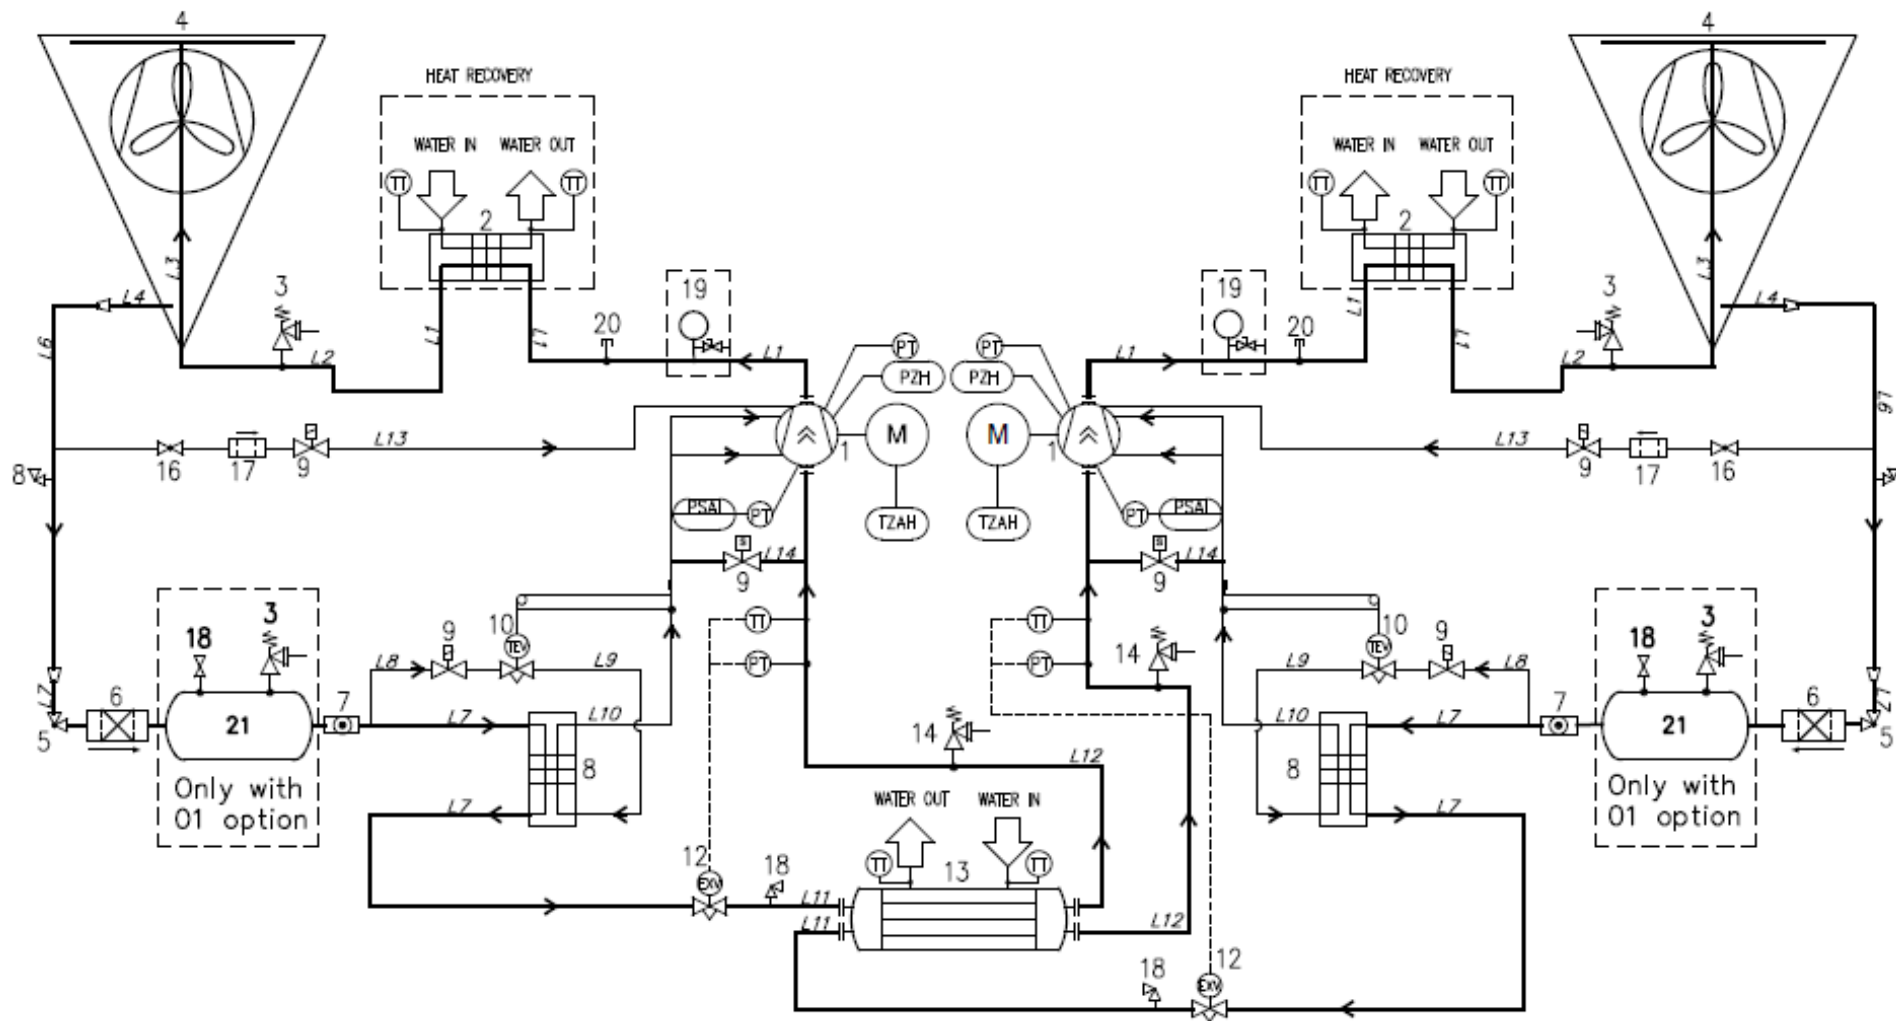 4
4
HEAT RECOVERY
HEAT RECOVERY
WATER IN
WATER OUT
WATER IN
WATER OUT
TT
TT
TT
TT
2
2
L3
L3
L4
3
19
19
3
L4
L6
L1
L1
20
L1
PT
PT
L1
20
L1
L1
L6
L2
PZH
PZH
L2
L13
M
M
L13
8
16
17
9
1
1
9
17
16
PSAL
PT
TZAH
TZAH
PT
PSAL
9
L14
L14
9
18
3
9
10
TEV
TT
TT
14
10
TEV
9
18
3
L8
L9
PT
PT
L9
L8
L7
6
7
L7
L10
14
L10
L7
7
6
L7
5
21
21
5
Only with
01 option
8
L12
8
Only with
01 option
L7
WATER OUT
WATER IN
L7
12
EXV
18
TT
13
TT
L11
L11
L12
18
12
EXV